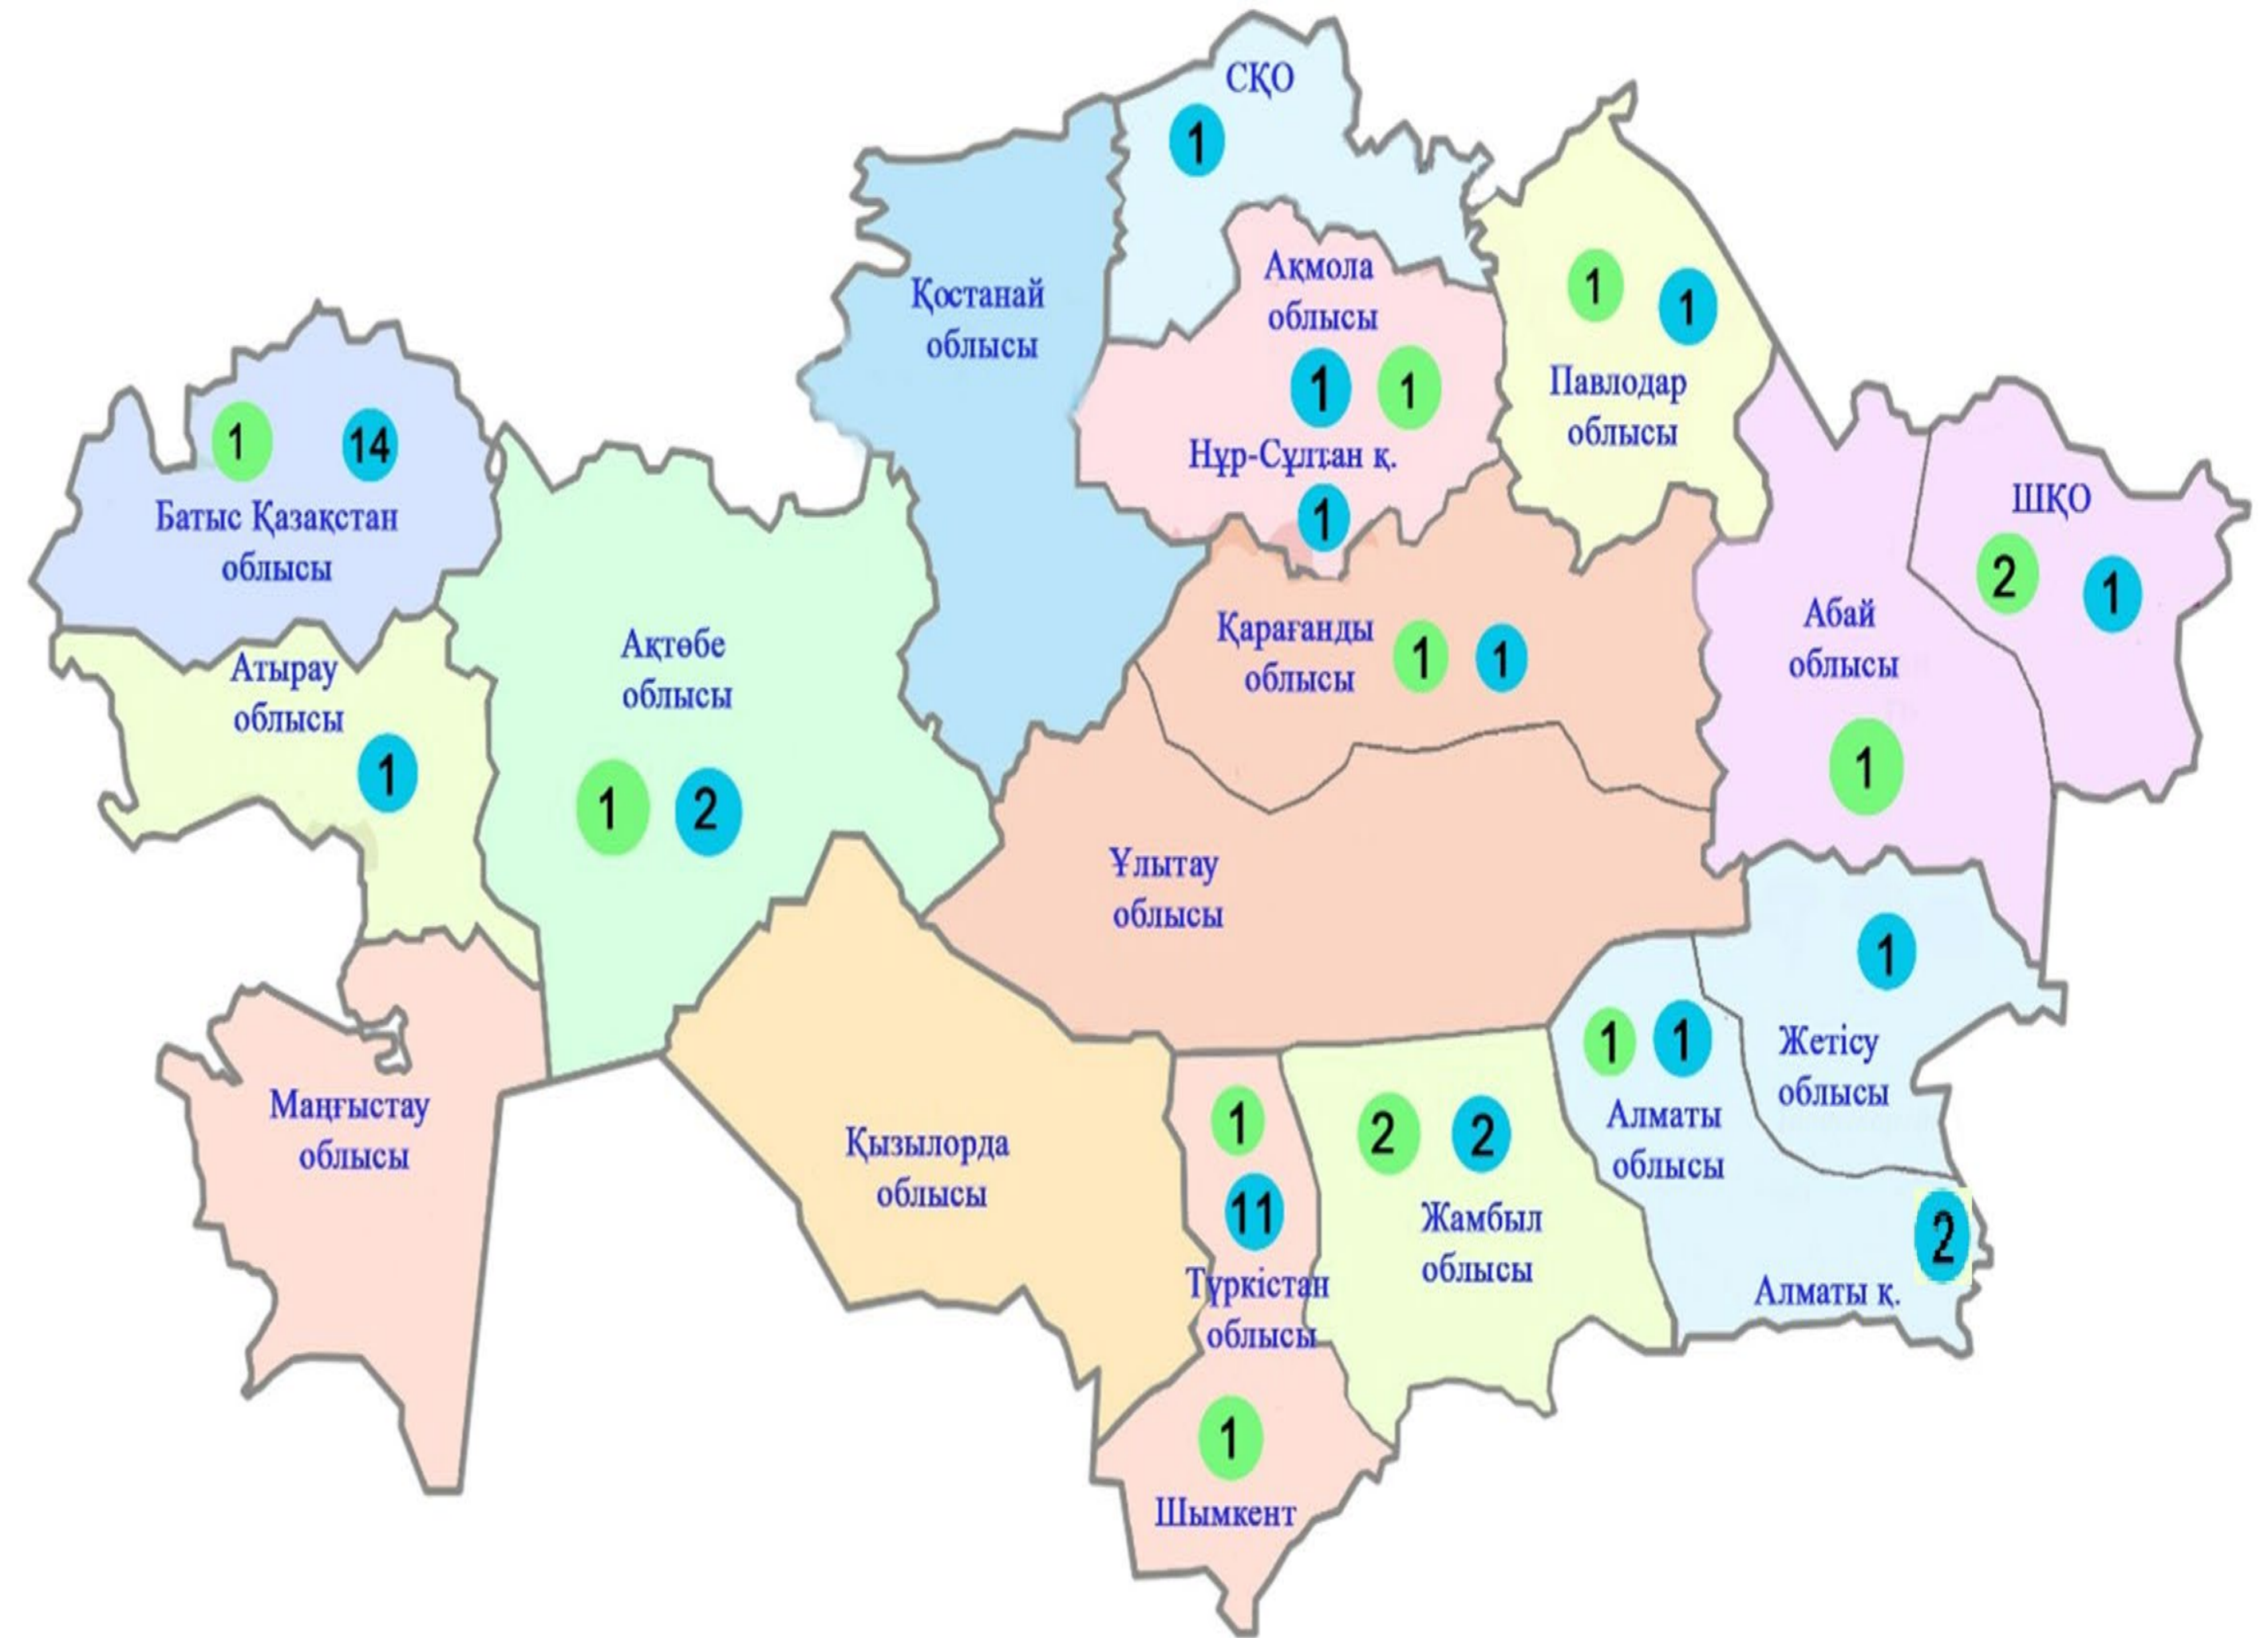 СҚО
1
Ақмола
облысы
1 1
Нұр-Сұлтан қ.
1
Қостанай
облысы
1 1
Павлодар
облысы
1 14
Батыс Қазақстан
облысы
ШҚО
2 1
Атырау
облысы
1
Ақтөбе
облысы
1 2
Қарағанды
облысы
1 1
Абай
облысы
1
Ұлытау
облысы
1
Жетісу
облысы
1 1
Алматы
облысы
2
Алматы қ.
Маңғыстау
облысы
Қызылорда
облысы
1
11
Түркістан
облысы
2 2
Жамбыл
облысы
1
Шымкент